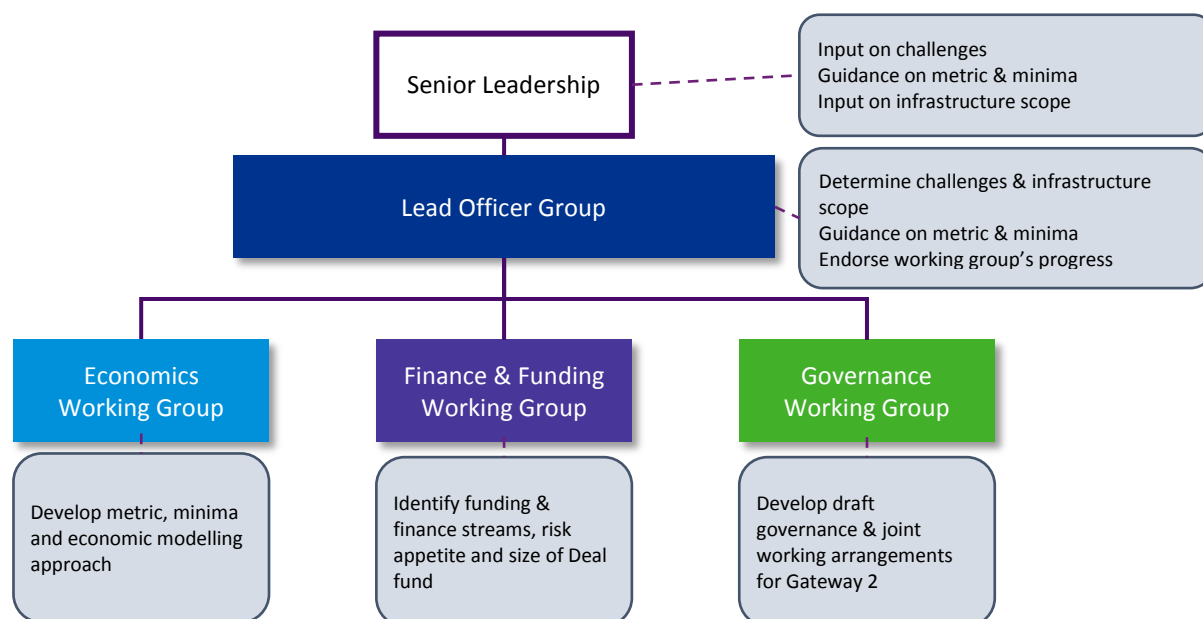 Senior Leadership
Input on challenges
Guidance on metric & minima
Input on infrastructure scope
Lead Officer Group
Determine challenges & infrastructure
scope
Guidance on metric & minima
Endorse working group’s progress
Economics
Working Group
Finance & Funding
Working Group
Governance
Working Group
Develop metric, minima
and economic modelling
approach
Identify funding &
finance streams, risk
appetite and size of Deal
fund
Develop draft
governance & joint
working arrangements
for Gateway 2